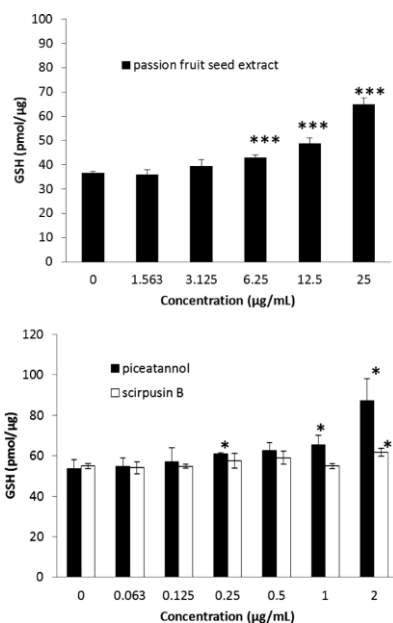 100
90
80
70
60
50
40
30
20
10
0
GSH (pmol/µg)
passion fruit seed extract
***
***
***
0 1.563 3.125 6.25 12.5 25
Concentration (µg/mL)
120
100
80
60
40
20
0
GSH (pmol/µg)
piceatannol
scirpusin B
*
*
*
*
0 0.063 0.125 0.25 0.5 1 2
Concentration (µg/mL)